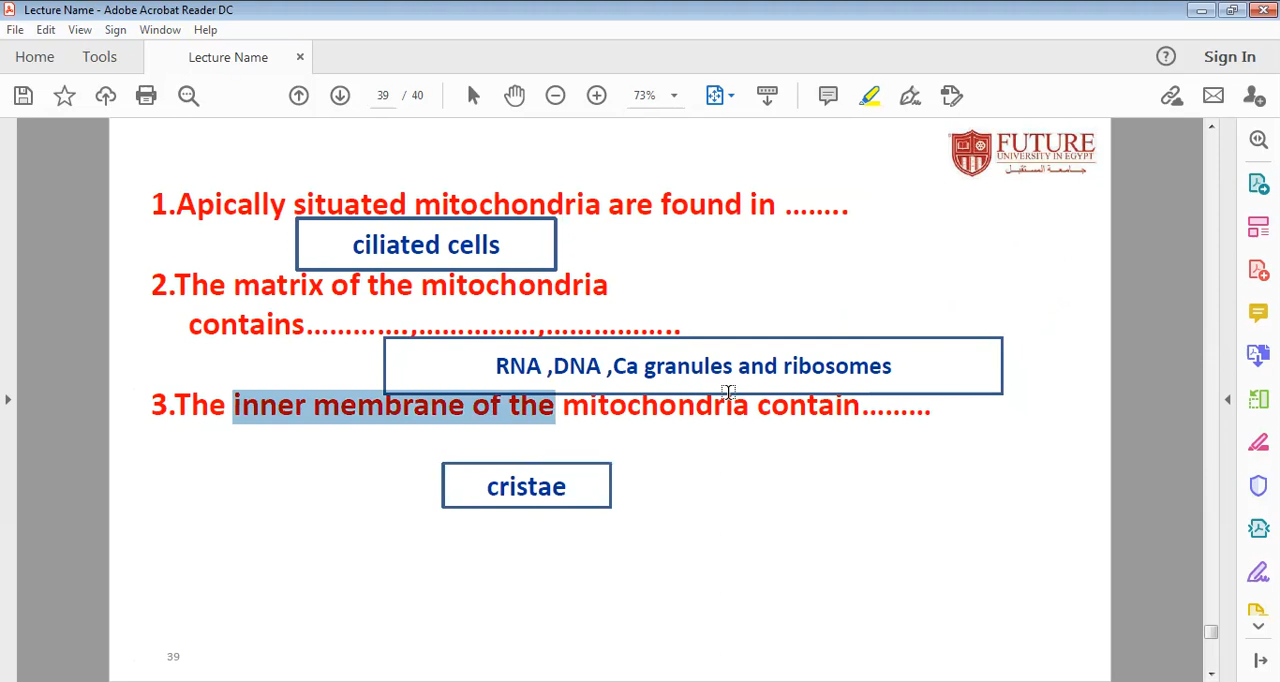 Lecture Name - Adobe Acrobat Reader DC
File Edit View Sign Window Help
Home Tools Lecture Name Sign In
39 / 40 73%
FUTURE
UNIVERSITY IN EGYPT
جامعة المستقبل
1.Apically situated mitochondria are found in ........
ciliated cells
2.The matrix of the mitochondria
contains………….,……………,……………..
RNA ,DNA ,Ca granules and ribosomes
3.The inner membrane of the mitochondria contain………
cristae
39